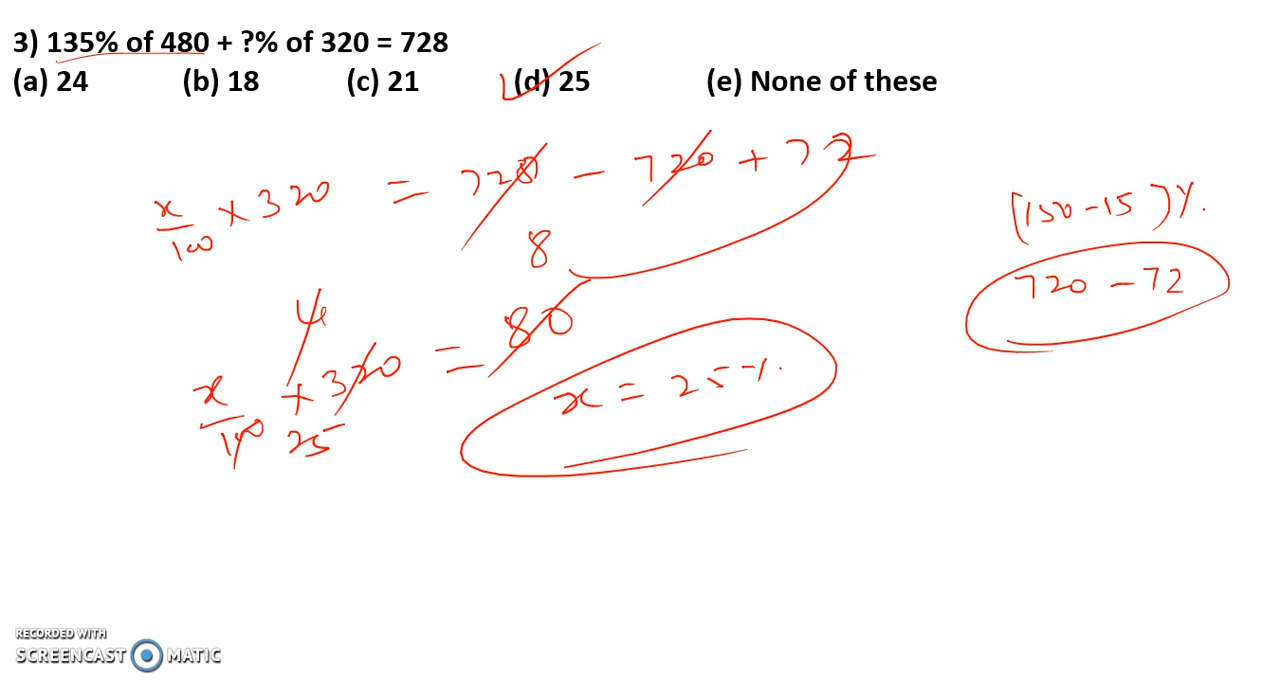 3) 135% of 480 + ?% of 320 = 728
(a) 24 (b) 18 (c) 21 (d) 25 (e) None of these
x/100 × 320 = 728 - 720 + 72
8
(150-15)%.
720 - 72
4
x/100 × 320 = 80
25
x = 25%.
RECORDED WITH
SCREENCAST MATIC